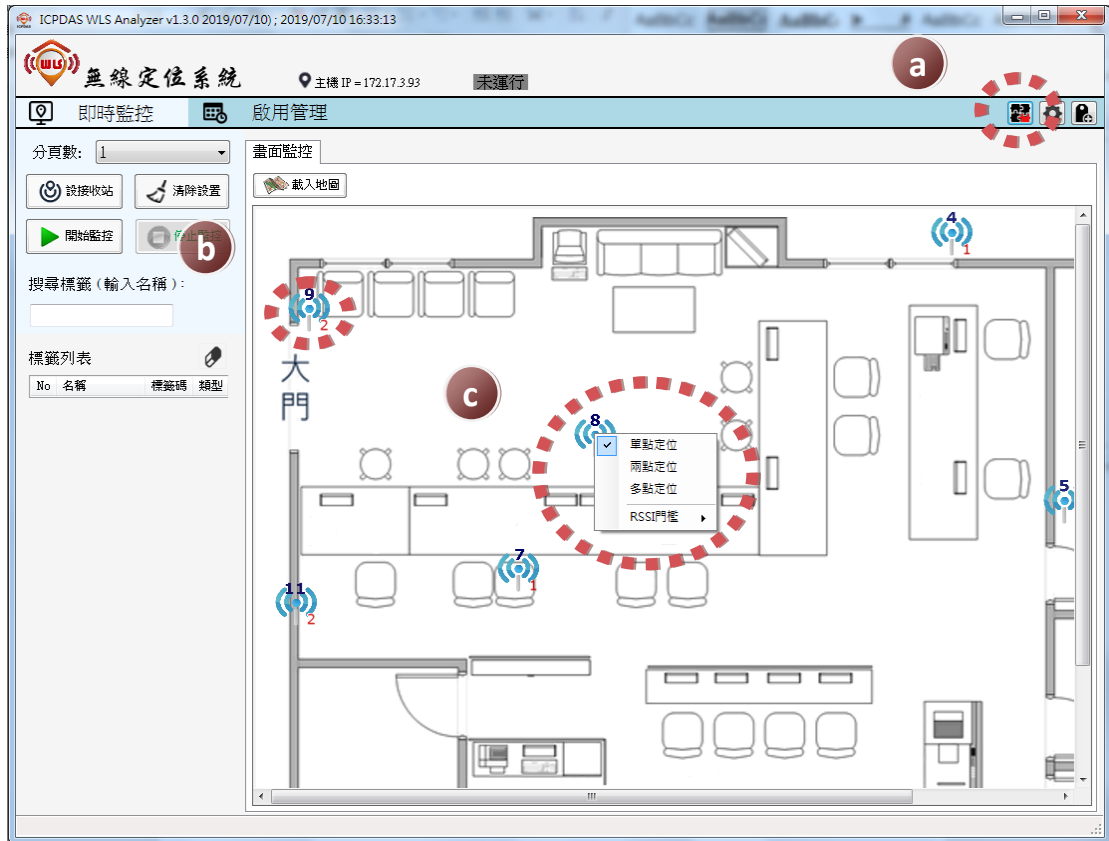 ICPDAS WLS Analyzer v1.3.0 2019/07/10) ; 2019/07/10 16:33:13
WLS
無線定位系統
主機 IP = 172.17.3.93
未運行
a
即時監控
啟用管理
分頁數:
1
畫面監控
設接收站
清除設置
載入地圖
開始監控
停止監控
b
搜尋標籤 ( 輸入名稱 ) :
標籤列表
No 名稱 標籤碼 類型
4
1
9
2
大門
c
8
單點定位
兩點定位
多點定位
RSSI門檻
5
7
1
11
2